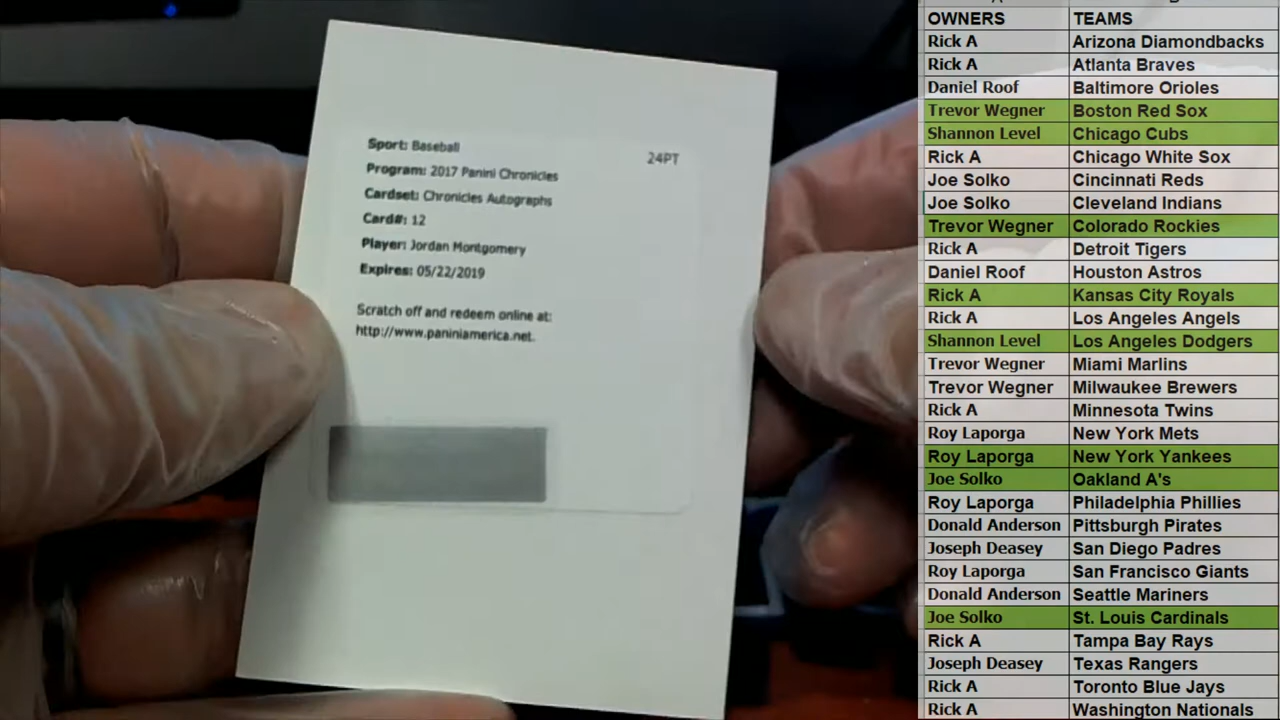 Sport: Baseball
24PT
Program: 2017 Panini Chronicles
Cardset: Chronicles Autographs
Card#: 12
Player: Jordan Montgomery
Expires: 05/22/2019
Scratch off and redeem online at:
http://www.paniniamerica.net.
OWNERS TEAMS
Rick A Arizona Diamondbacks
Rick A Atlanta Braves
Daniel Roof Baltimore Orioles
Trevor Wegner Boston Red Sox
Shannon Level Chicago Cubs
Rick A Chicago White Sox
Joe Solko Cincinnati Reds
Joe Solko Cleveland Indians
Trevor Wegner Colorado Rockies
Rick A Detroit Tigers
Daniel Roof Houston Astros
Rick A Kansas City Royals
Rick A Los Angeles Angels
Shannon Level Los Angeles Dodgers
Trevor Wegner Miami Marlins
Trevor Wegner Milwaukee Brewers
Rick A Minnesota Twins
Roy Laporga New York Mets
Roy Laporga New York Yankees
Joe Solko Oakland A's
Roy Laporga Philadelphia Phillies
Donald Anderson Pittsburgh Pirates
Joseph Deasey San Diego Padres
Roy Laporga San Francisco Giants
Donald Anderson Seattle Mariners
Joe Solko St. Louis Cardinals
Rick A Tampa Bay Rays
Joseph Deasey Texas Rangers
Rick A Toronto Blue Jays
Rick A Washington Nationals